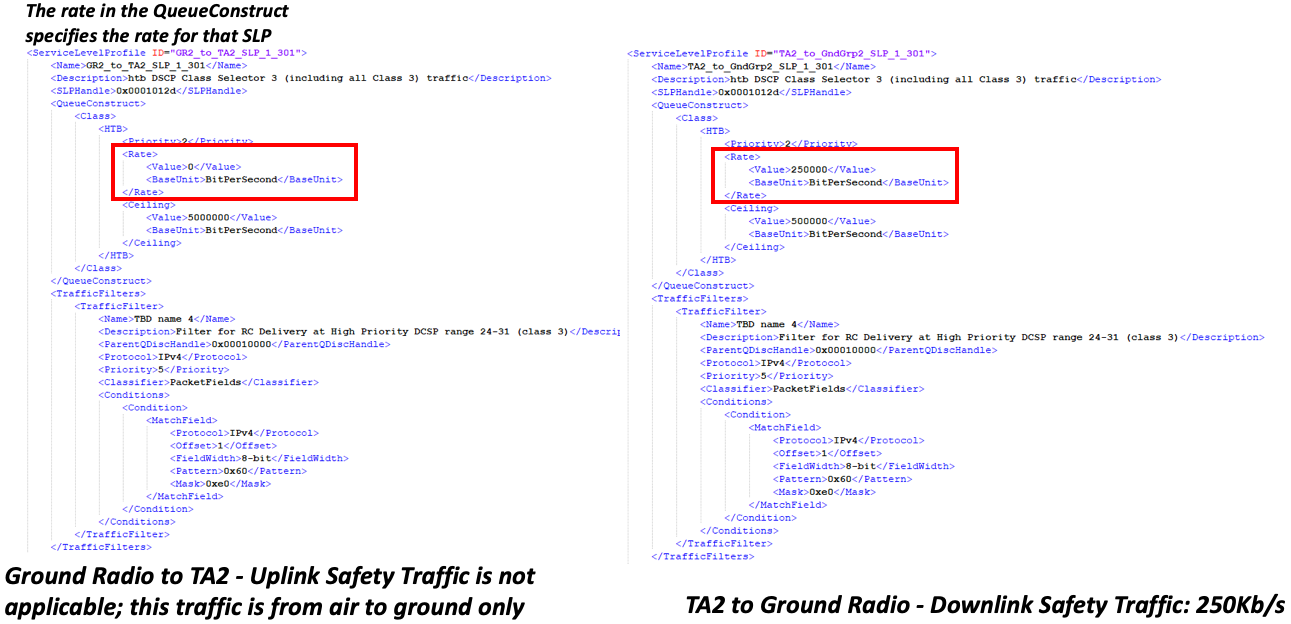 The rate in the QueueConstruct
specifies the rate for that SLP
<ServiceLevelProfile ID="GR2_to_TA2_SLP_1_301">
<Name>GR2_to_TA2_SLP_1_301</Name>
<Description>htb DSCP Class Selector 3 (including all Class 3) traffic</Description>
<SLPHandle>0x0001012d</SLPHandle>
<QueueConstruct>
<Class>
<HTB>
<Priority>2</Priority>
<Rate>
<Value>0</Value>
<BaseUnit>BitPerSecond</BaseUnit>
</Rate>
<Ceiling>
<Value>5000000</Value>
<BaseUnit>BitPerSecond</BaseUnit>
</Ceiling>
</HTB>
</Class>
</QueueConstruct>
<TrafficFilters>
<TrafficFilter>
<Name>TBD name 4</Name>
<Description>Filter for RC Delivery at High Priority DCSP range 24-31 (class 3)</Descrip
<ParentQDiscHandle>0x00010000</ParentQDiscHandle>
<Protocol>IPv4</Protocol>
<Priority>5</Priority>
<Classifier>PacketFields</Classifier>
<Conditions>
<Condition>
<MatchField>
<Protocol>IPv4</Protocol>
<Offset>1</Offset>
<FieldWidth>8-bit</FieldWidth>
<Pattern>0x60</Pattern>
<Mask>0xe0</Mask>
</MatchField>
</Condition>
</Conditions>
</TrafficFilter>
</TrafficFilters>
Ground Radio to TA2 - Uplink Safety Traffic is not
applicable; this traffic is from air to ground only
<ServiceLevelProfile ID="TA2_to_GndGrp2_SLP_1_301">
<Name>TA2_to_GndGrp2_SLP_1_301</Name>
<Description>htb DSCP Class Selector 3 (including all Class 3) traffic</Description>
<SLPHandle>0x0001012d</SLPHandle>
<QueueConstruct>
<Class>
<HTB>
<Priority>2</Priority>
<Rate>
<Value>250000</Value>
<BaseUnit>BitPerSecond</BaseUnit>
</Rate>
<Ceiling>
<Value>500000</Value>
<BaseUnit>BitPerSecond</BaseUnit>
</Ceiling>
</HTB>
</Class>
</QueueConstruct>
<TrafficFilters>
<TrafficFilter>
<Name>TBD name 4</Name>
<Description>Filter for RC Delivery at High Priority DCSP range 24-31 (class 3)</Description>
<ParentQDiscHandle>0x00010000</ParentQDiscHandle>
<Protocol>IPv4</Protocol>
<Priority>5</Priority>
<Classifier>PacketFields</Classifier>
<Conditions>
<Condition>
<MatchField>
<Protocol>IPv4</Protocol>
<Offset>1</Offset>
<FieldWidth>8-bit</FieldWidth>
<Pattern>0x60</Pattern>
<Mask>0xe0</Mask>
</MatchField>
</Condition>
</Conditions>
</TrafficFilter>
</TrafficFilters>
TA2 to Ground Radio - Downlink Safety Traffic: 250Kb/s